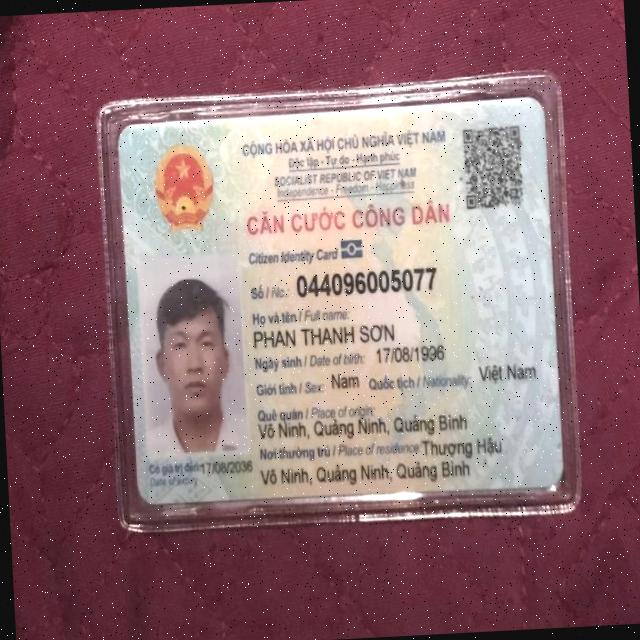 CỘNG HÒA XÃ HỘI CHỦ NGHĨA VIỆT NAM
Độc lập - Tự do - Hạnh phúc
SOCIALIST REPUBLIC OF VIET NAM
Independence - Freedom - Happiness
CĂN CƯỚC CÔNG DÂN
Citizen Identity Card
Số / No.: 044096005077
Họ và tên / Full name:
PHAN THANH SƠN
Ngày sinh / Date of birth: 17/08/1996
Giới tính / Sex: Nam Quốc tịch / Nationality: Việt Nam
Quê quán / Place of origin:
Võ Ninh, Quảng Ninh, Quảng Bình
Nơi thường trú / Place of residence Thượng Hậu
Võ Ninh, Quảng Ninh, Quảng Bình
Có giá trị đến 17/08/2036
Date of expiry